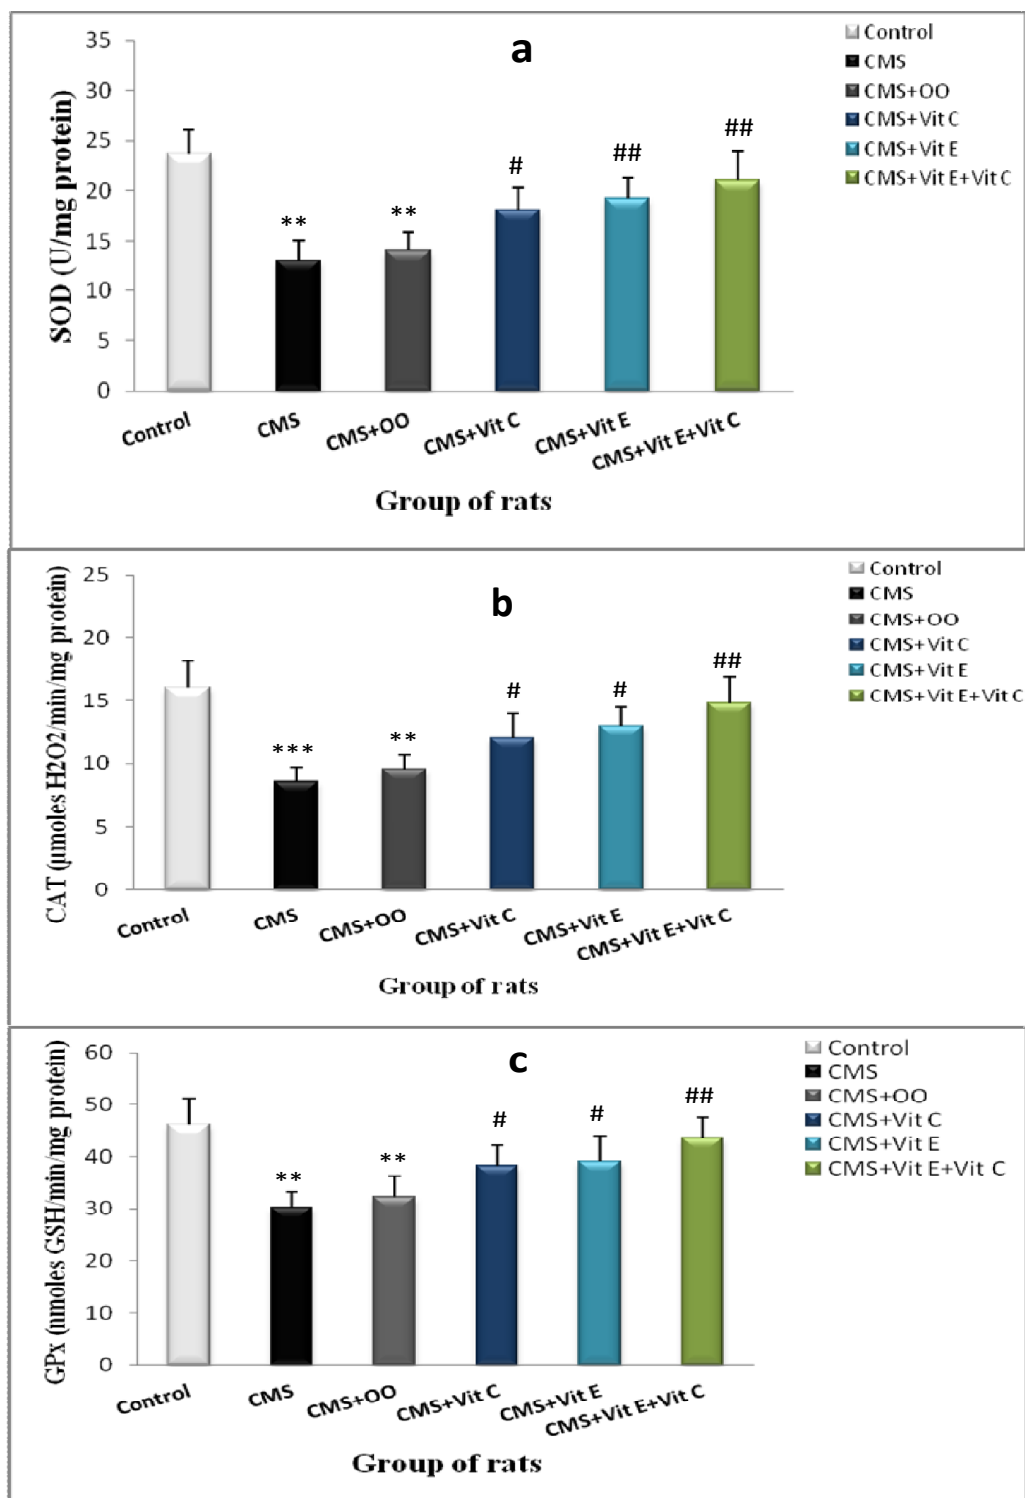 a
SOD (U/mg protein)
35
30
25
20
15
10
5
0
**
**
#
##
##
Control
CMS
CMS+OO
CMS+Vit C
CMS+Vit E
CMS+Vit E+Vit C
Group of rats
Control
CMS
CMS+OO
CMS+Vit C
CMS+Vit E
CMS+Vit E+Vit C
b
CAT (µmoles H2O2/min/mg protein)
25
20
15
10
5
0
***
**
#
#
##
Control
CMS
CMS+OO
CMS+Vit C
CMS+Vit E
CMS+Vit E+Vit C
Group of rats
Control
CMS
CMS+OO
CMS+Vit C
CMS+Vit E
CMS+Vit E+Vit C
c
GPx (nmoles GSH/min/mg protein)
60
50
40
30
20
10
0
**
**
#
#
##
Control
CMS
CMS+OO
CMS+Vit C
CMS+Vit E
CMS+Vit E+Vit C
Group of rats
Control
CMS
CMS+OO
CMS+Vit C
CMS+Vit E
CMS+Vit E+Vit C